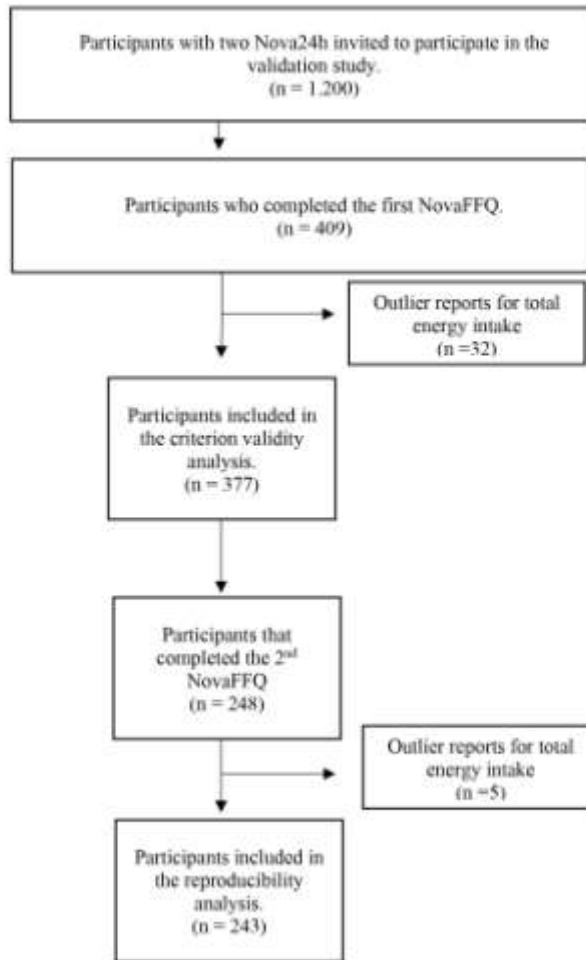 Participants with two Nova24h invited to participate in the
validation study.
(n = 1.200)
Participants who completed the first NovaFFQ.
(n = 409)
Outlier reports for total
energy intake
(n =32)
Participants included in
the criterion validity
analysis.
(n = 377)
Participants that
completed the 2nd
NovaFFQ
(n = 248)
Outlier reports for total
energy intake
(n =5)
Participants included in
the reproducibility
analysis.
(n = 243)